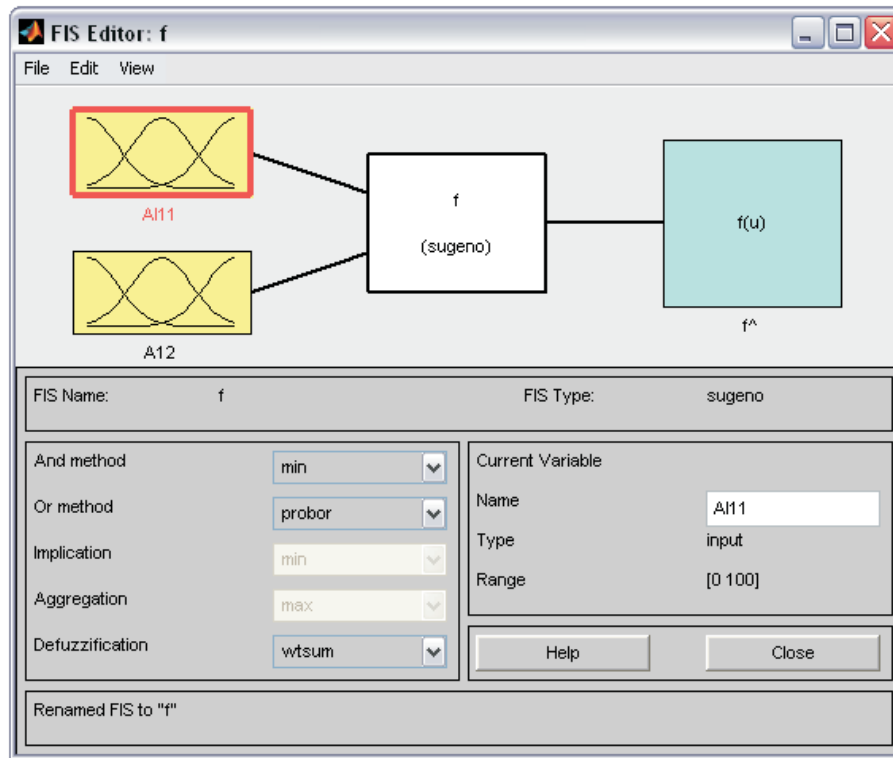 FIS Editor: f
File Edit View
AI11
f
(sugeno)
f(u)
A12
f^
FIS Name: f FIS Type: sugeno
And method min
Or method probor
Implication min
Aggregation max
Defuzzification wtsum
Current Variable
Name AI11
Type input
Range [0 100]
Help Close
Renamed FIS to "f"